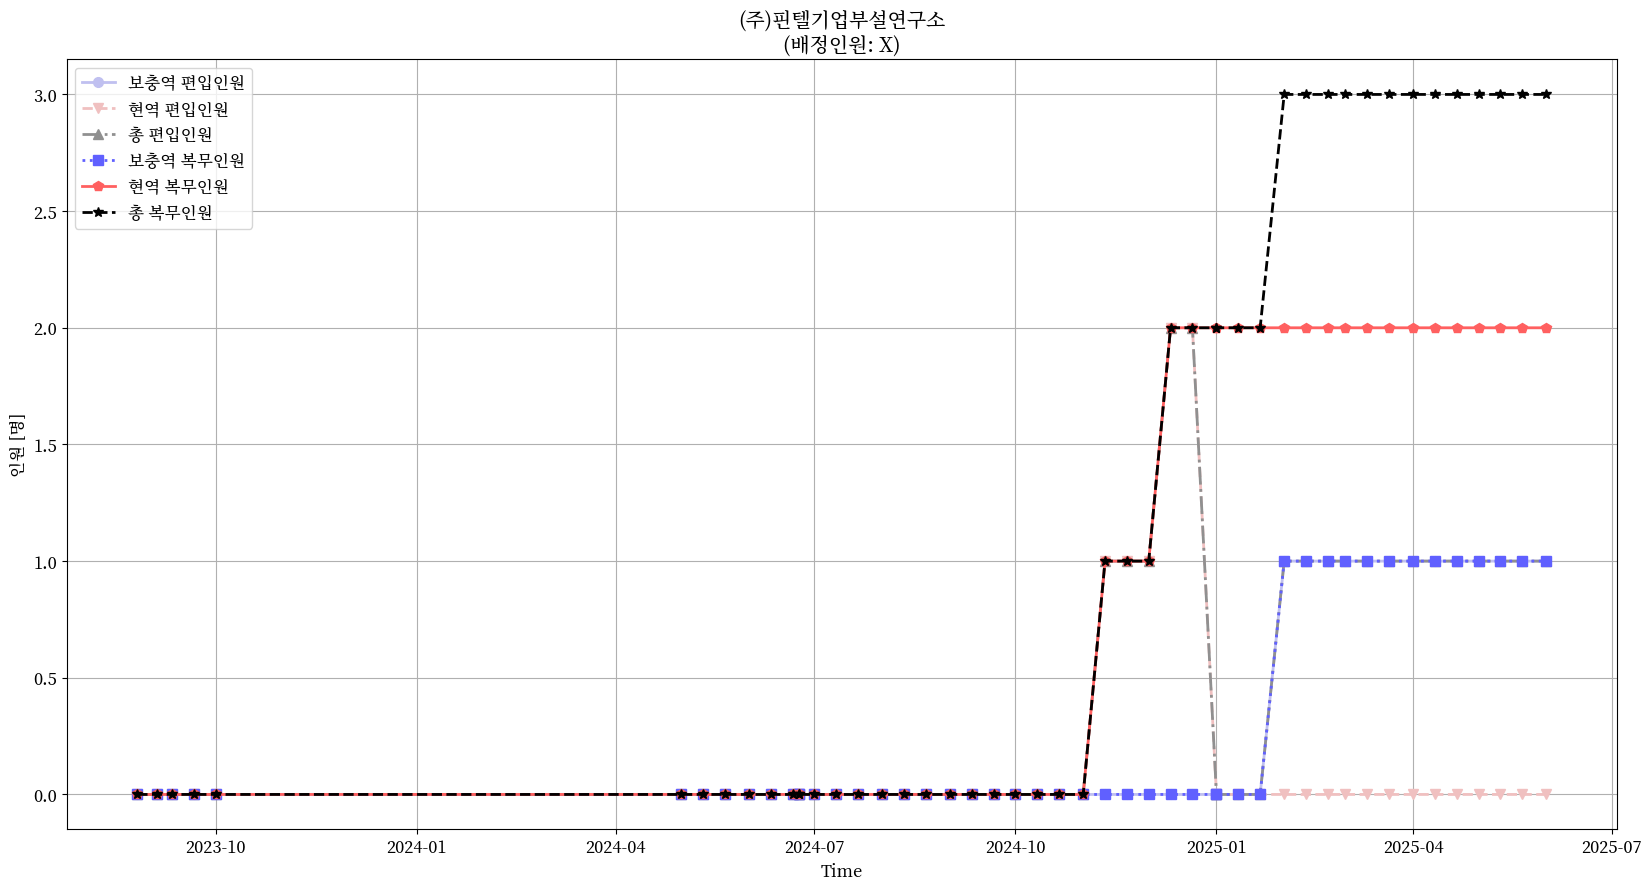 (주)핀텔기업부설연구소
(배정인원: X)
보충역 편입인원
현역 편입인원
총 편입인원
보충역 복무인원
현역 복무인원
총 복무인원
3.0
2.5
2.0
1.5
1.0
0.5
0.0
인원 [명]
2023-10
2024-01
2024-04
2024-07
2024-10
2025-01
2025-04
2025-07
Time